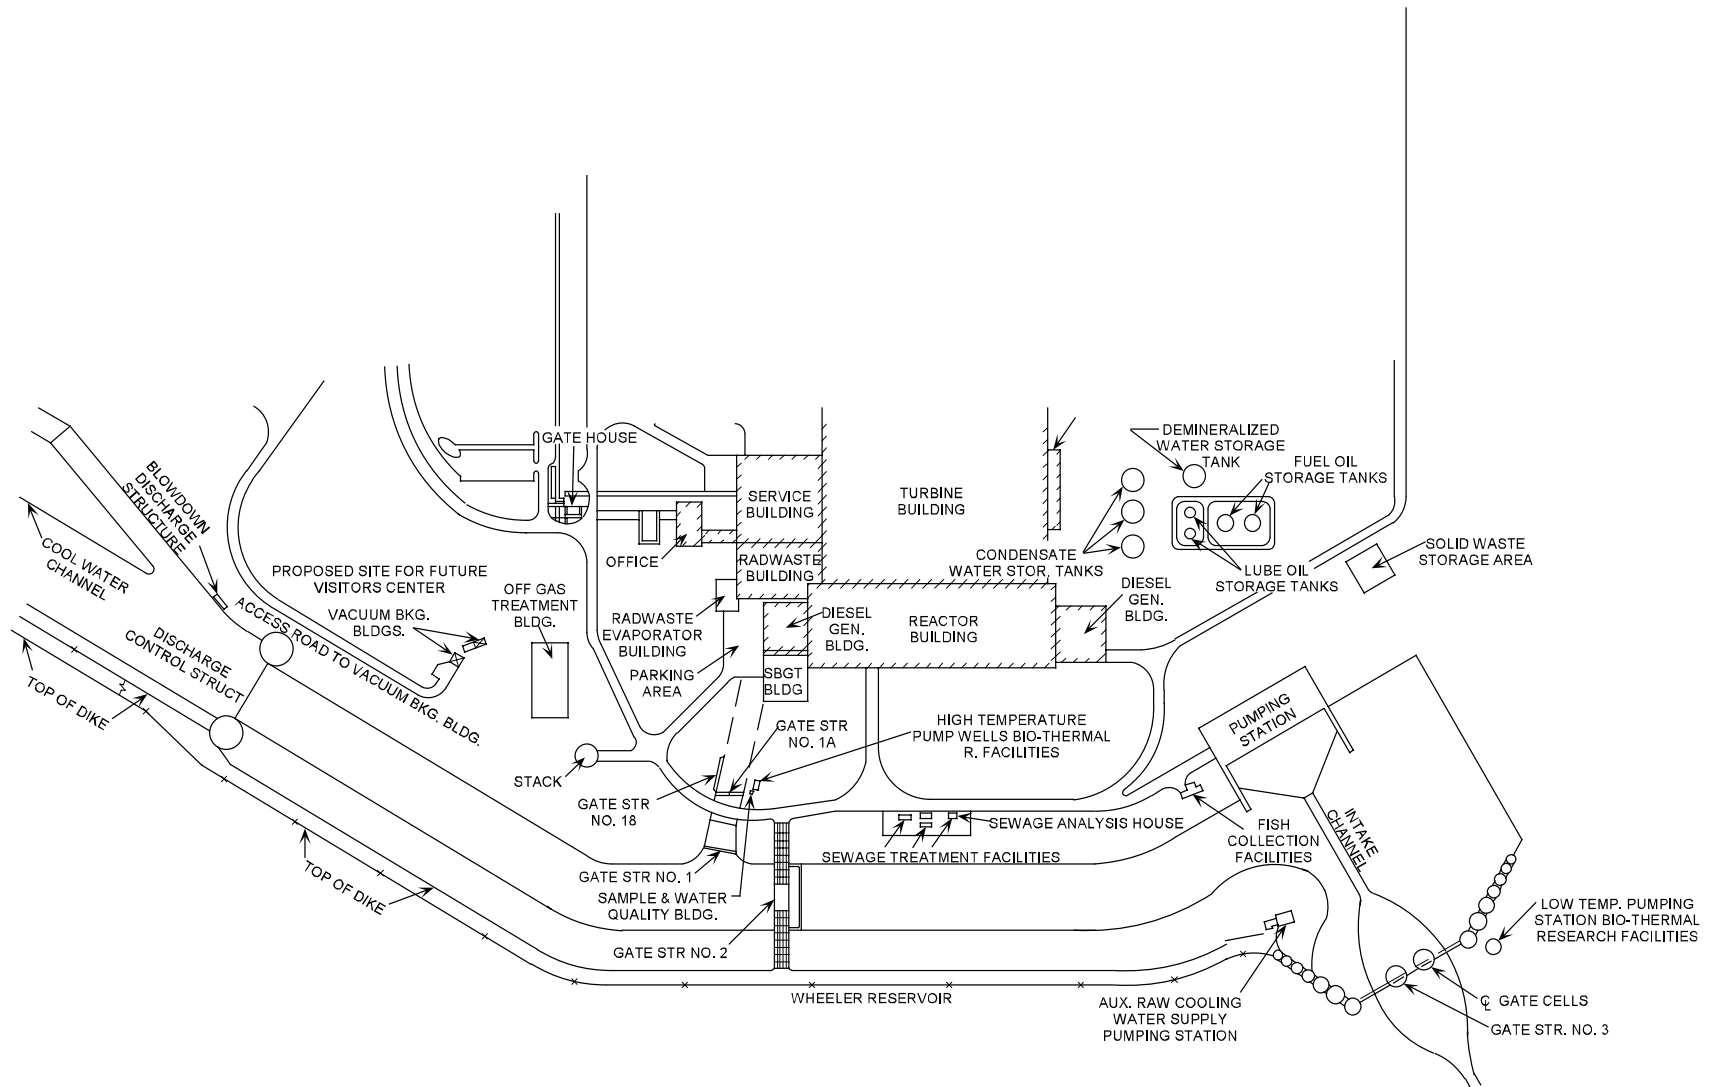 GATE HOUSE
DEMINERALIZED
WATER STORAGE
TANK
FUEL OIL
STORAGE TANKS
SERVICE
BUILDING
TURBINE
BUILDING
BLOWDOWN
DISCHARGE
STRUCTURE
COOL WATER
CHANNEL
OFFICE
RADWASTE
BUILDING
CONDENSATE
WATER STOR. TANKS
LUBE OIL
STORAGE TANKS
SOLID WASTE
STORAGE AREA
PROPOSED SITE FOR FUTURE
VISITORS CENTER
VACUUM BKG.
BLDGS.
OFF GAS
TREATMENT
BLDG.
RADWASTE
EVAPORATOR
BUILDING
DIESEL
GEN.
BLDG.
REACTOR
BUILDING
DIESEL
GEN.
BLDG.
ACCESS ROAD TO VACUUM BKG. BLDG.
DISCHARGE
CONTROL STRUCT
TOP OF DIKE
PARKING
AREA
SBGT
BLDG
GATE STR
NO. 1A
HIGH TEMPERATURE
PUMP WELLS BIO-THERMAL
R. FACILITIES
PUMPING
STATION
STACK
GATE STR
NO. 18
SEWAGE ANALYSIS HOUSE
SEWAGE TREATMENT FACILITIES
FISH
COLLECTION
FACILITIES
INTAKE
CHANNEL
TOP OF DIKE
GATE STR NO. 1
SAMPLE & WATER
QUALITY BLDG.
GATE STR NO. 2
LOW TEMP. PUMPING
STATION BIO-THERMAL
RESEARCH FACILITIES
WHEELER RESERVOIR
AUX. RAW COOLING
WATER SUPPLY
PUMPING STATION
℄ GATE CELLS
GATE STR. NO. 3